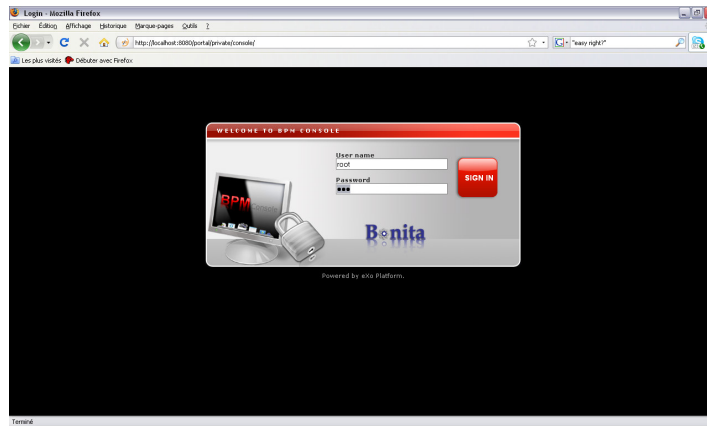 Login - Mozilla Firefox
Fichier Édition Affichage Historique Marque-pages Outils ?
http://localhost:8080/portal/private/console/
"easy right?"
Les plus visités Débuter avec Firefox
WELCOME TO BPM CONSOLE
User name
root
Password
SIGN IN
BPM Console
Bonita
Powered by eXo Platform.
Terminé